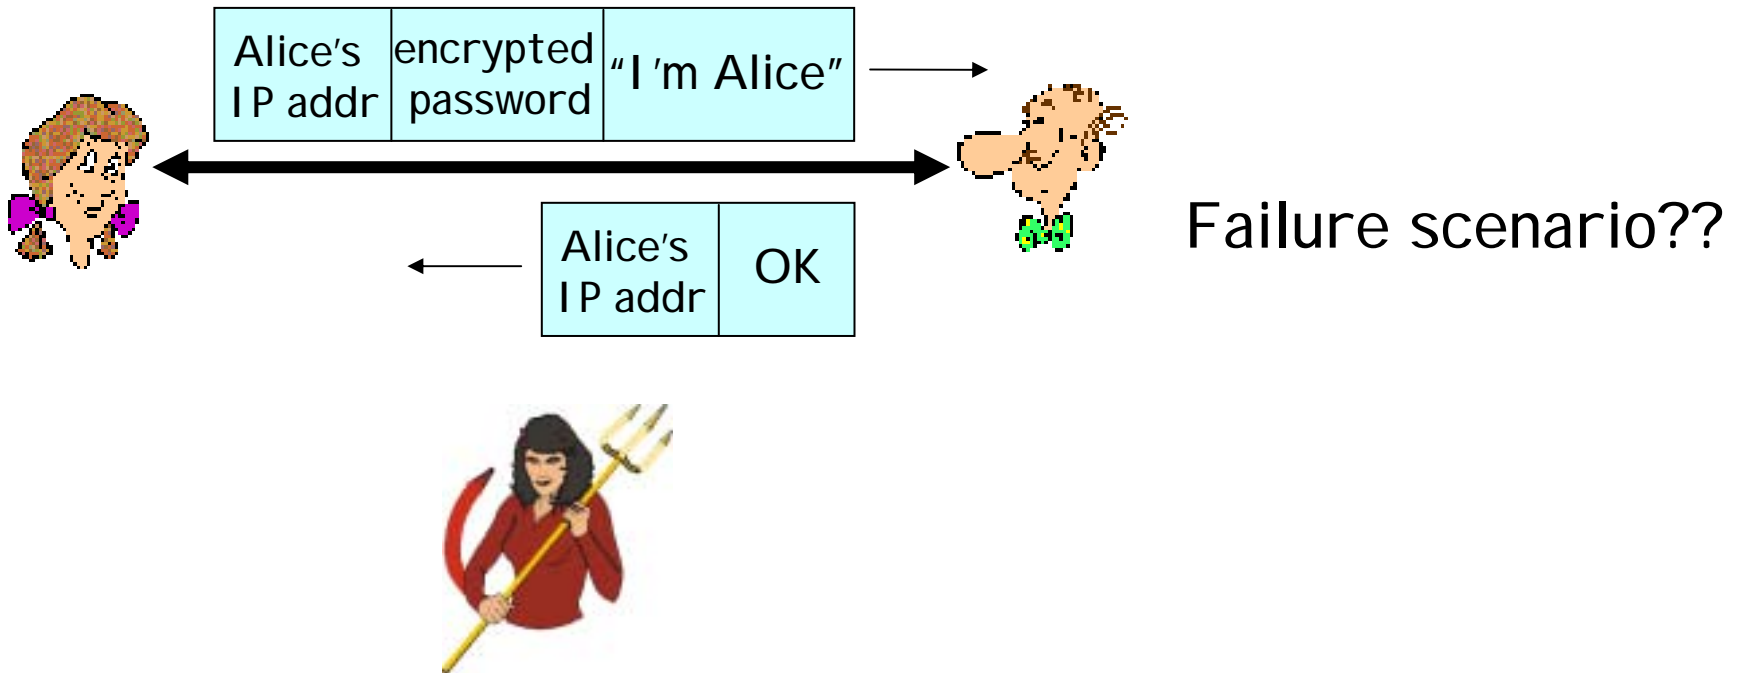 Alice's
IP addr
encrypted
password
"I'm Alice"
Alice's
IP addr
OK
Failure scenario??